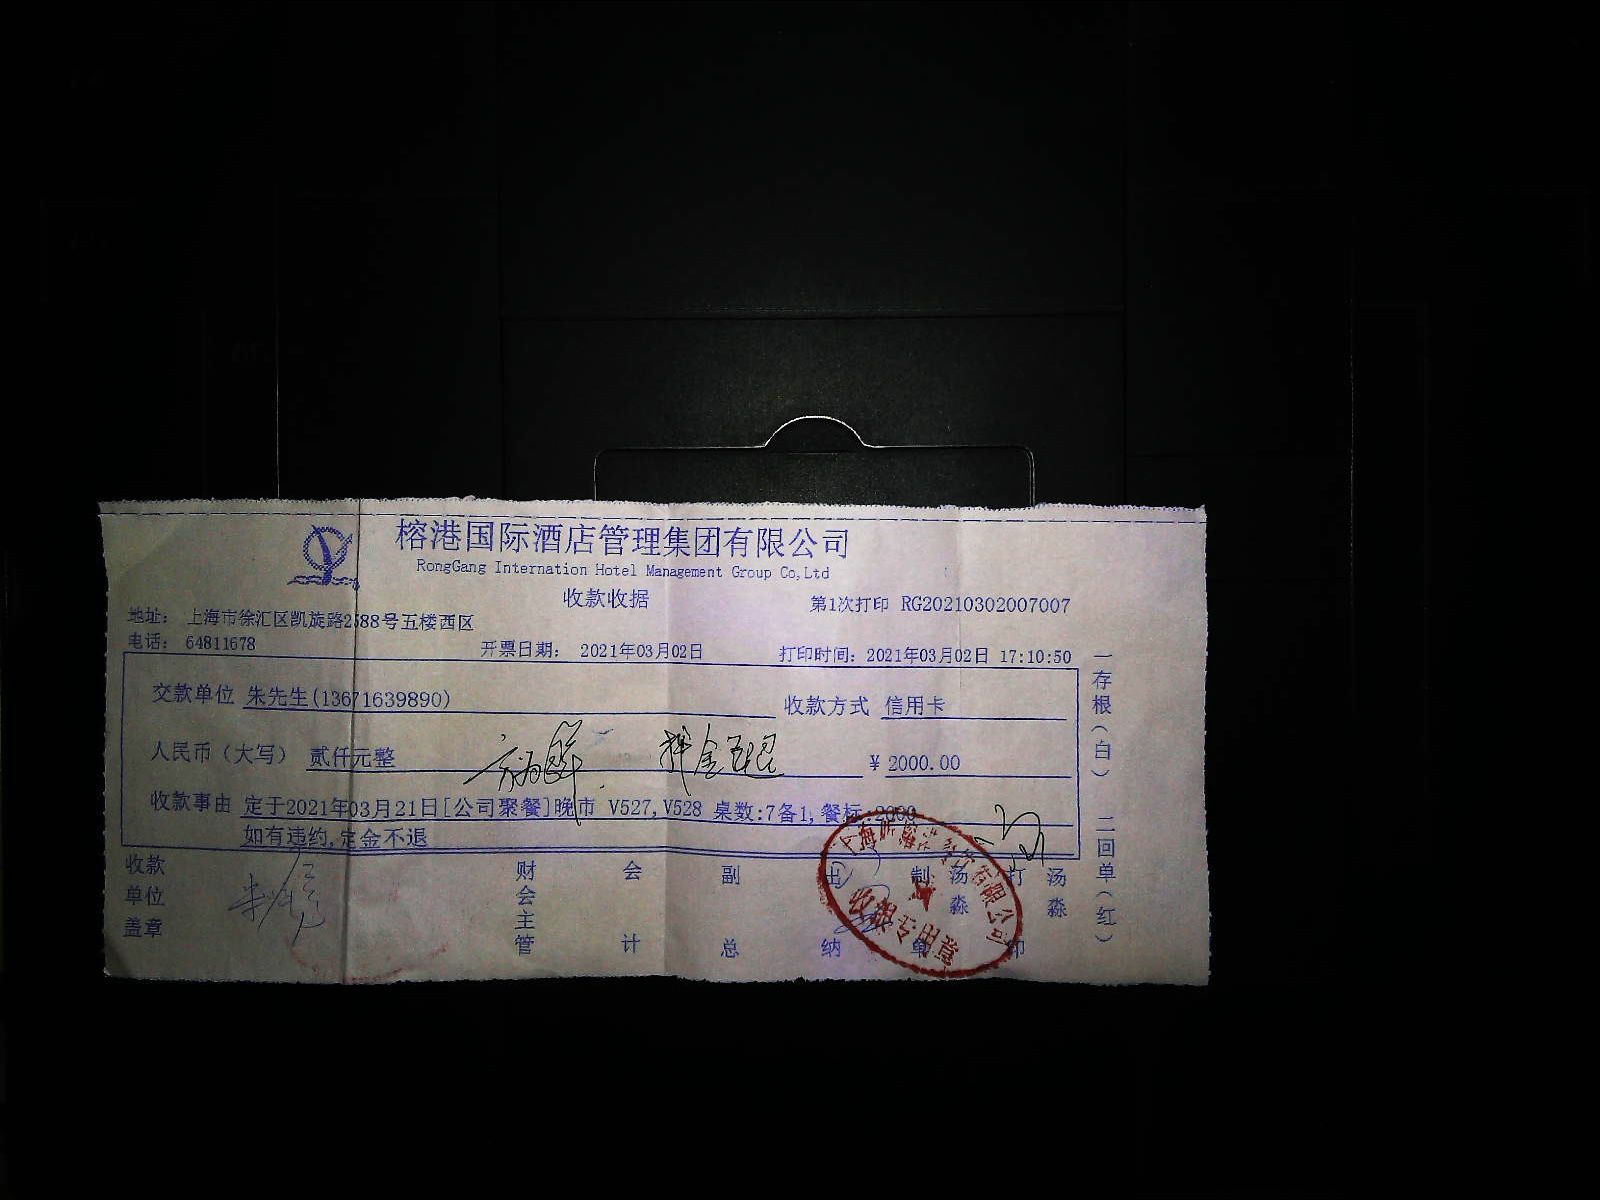 榕港国际酒店管理集团有限公司
RongGang Internation Hotel Management Group Co,Ltd
收款收据
第1次打印 RG20210302007007
地址： 上海市徐汇区凯旋路2588号五楼西区
电话： 64811678
开票日期： 2021年03月02日
打印时间：2021年03月02日 17:10:50
交款单位 朱先生(13671639890)
收款方式 信用卡
人民币（大写） 贰仟元整
¥ 2000.00
收款事由 定于2021年03月21日[公司聚餐]晚市 V527,V528 桌数:7备1,餐标:2000
如有违约,定金不退
收款单位盖章
财会主管
会计
副总
出纳
制单
汤淼
打印
汤淼
一存根（白） 二回单（红）
收据专用章